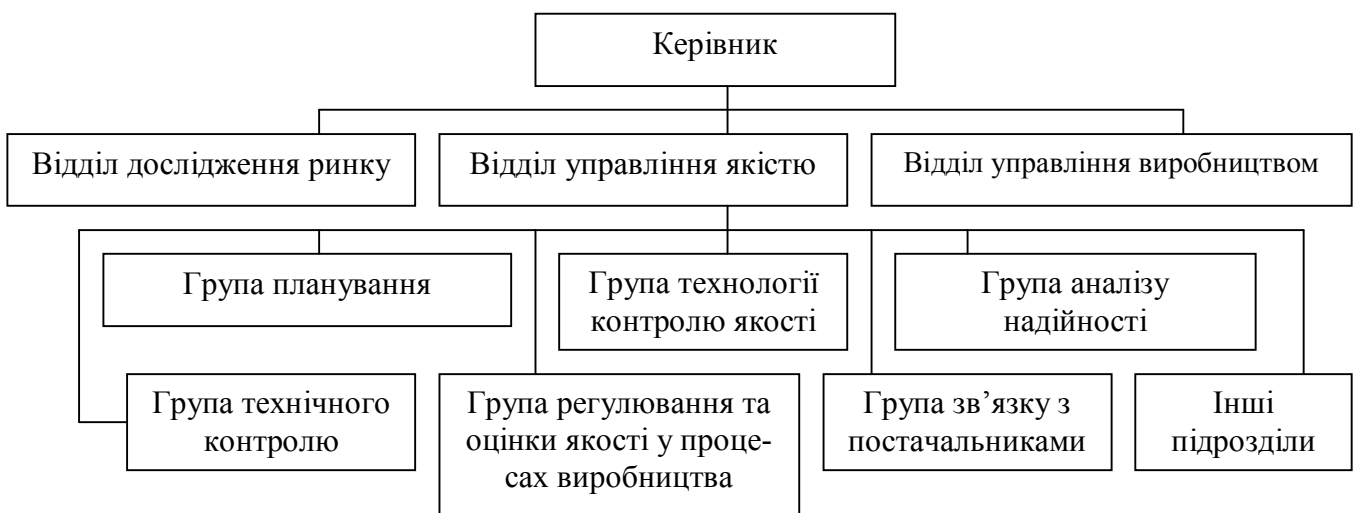 Керівник
Відділ дослідження ринку
Відділ управління якістю
Відділ управління виробництвом
Група планування
Група технології
контролю якості
Група аналізу
надійності
Група технічного
контролю
Група регулювання та
оцінки якості у проце-
сах виробництва
Група зв’язку з
постачальниками
Інші
підрозділи